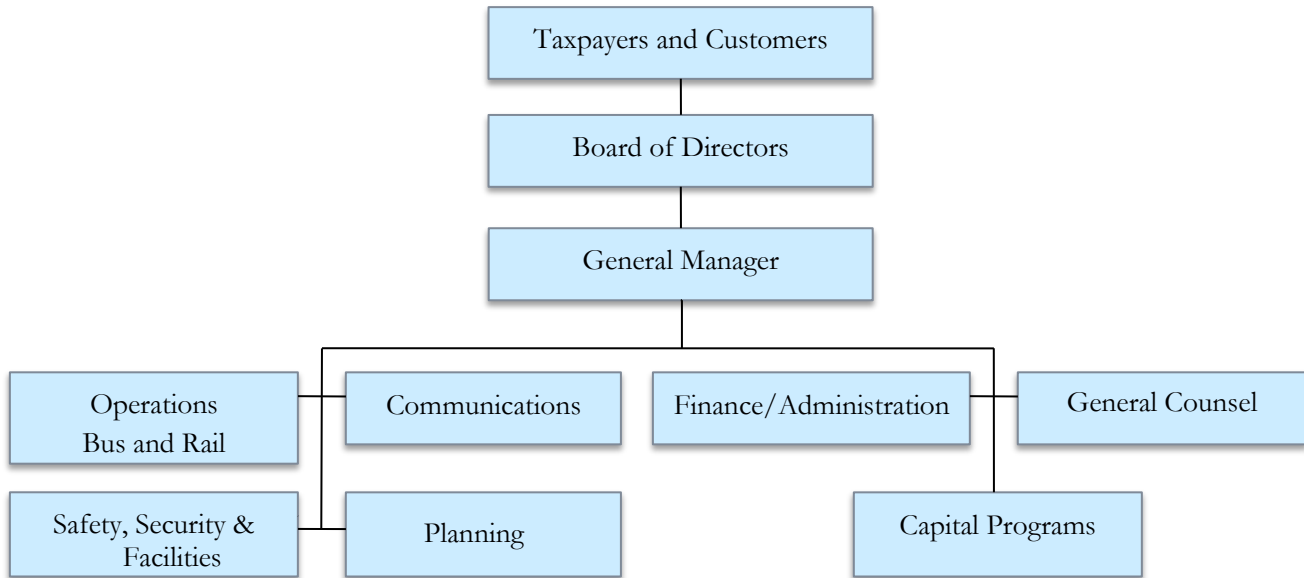 Taxpayers and Customers
Board of Directors
General Manager
Operations
Bus and Rail
Communications
Finance/Administration
General Counsel
Safety, Security &
Facilities
Planning
Capital Programs